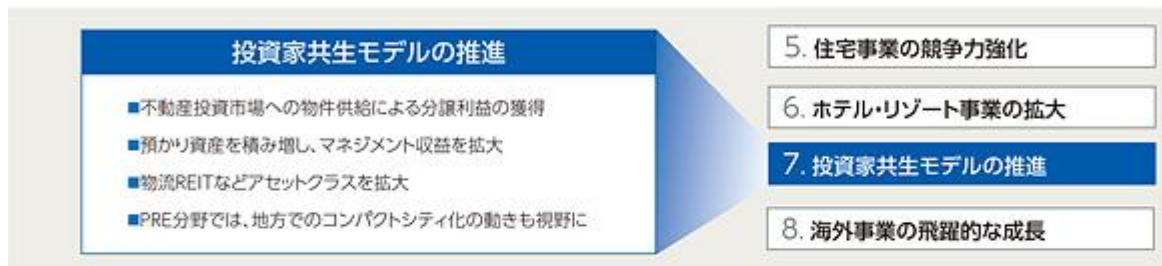 投資家共生モデルの推進
■不動産投資市場への物件供給による分譲利益の獲得
■預かり資産を積み増し、マネジメント収益を拡大
■物流REITなどアセットクラスを拡大
■PRE分野では、地方でのコンパクトシティ化の動きも視野に
5. 住宅事業の競争力強化
6. ホテル・リゾート事業の拡大
7. 投資家共生モデルの推進
8. 海外事業の飛躍的な成長